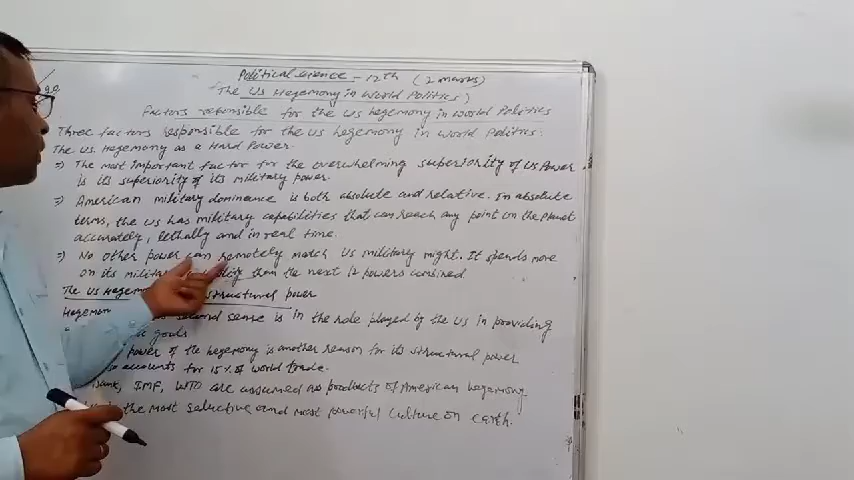 Political science - 12th (2 marks)
(The US Hegemony in World Politics)
Factors responsible for the US hegemony in world Politics
Three factors responsible for the US hegemony in world Politics.
The US Hegemony as a Hard Power.
⇒) The most important factor for the overwhelming superiority of US Power
is its superiority of its military power.
⇒) American military dominance is both absolute and relative. In absolute
terms, the US has military capabilities that can reach any point on the planet
accurately, lethally and in real time.
⇒) No other power can remotely match US military might. It spends more
on its military than the next 12 powers combined
The US Hegem structural power
Hegemon second sense is in the role played by the US in providing
goods
power of the hegemony is another reason for its structural power
accounts for 15% of world trade.
Bank, IMF, WTO are assumed as products of American hegemony
the most seductive and most powerful culture on earth.